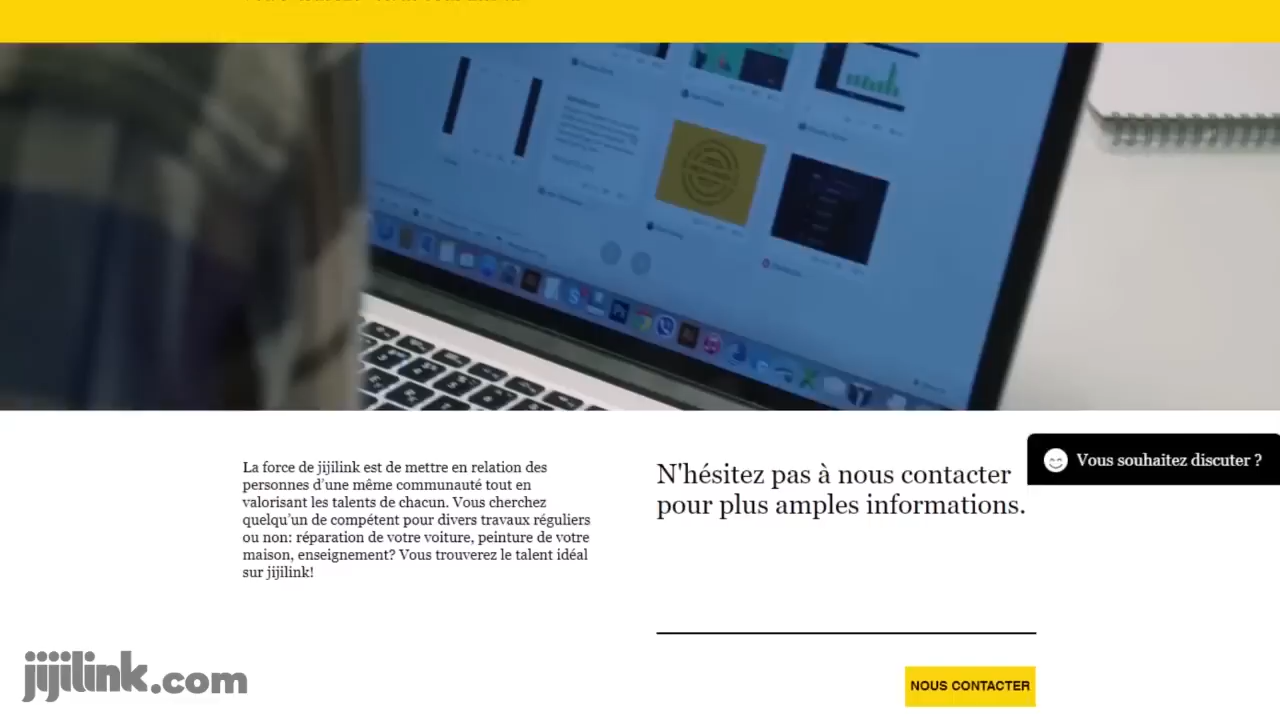 La force de jijilink est de mettre en relation des
personnes d'une même communauté tout en
valorisant les talents de chacun. Vous cherchez
quelqu'un de compétent pour divers travaux réguliers
ou non: réparation de votre voiture, peinture de votre
maison, enseignement? Vous trouverez le talent idéal
sur jijilink!
N'hésitez pas à nous contacter
pour plus amples informations.
Vous souhaitez discuter ?
NOUS CONTACTER
jijilink.com